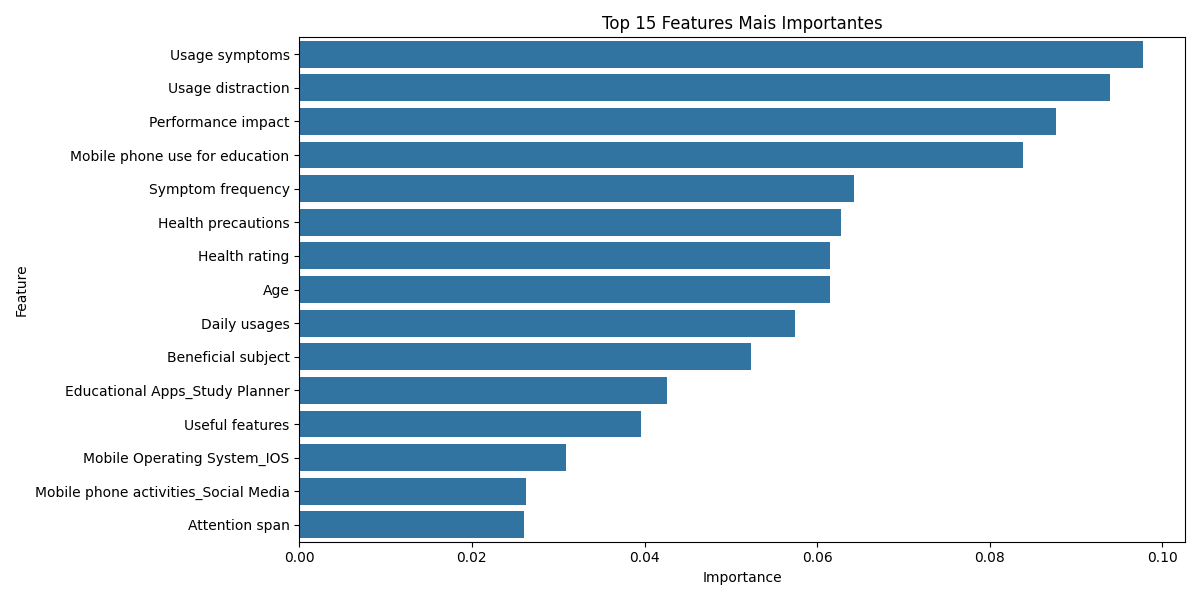 Top 15 Features Mais Importantes
Feature
Usage symptoms
Usage distraction
Performance impact
Mobile phone use for education
Symptom frequency
Health precautions
Health rating
Age
Daily usages
Beneficial subject
Educational Apps_Study Planner
Useful features
Mobile Operating System_IOS
Mobile phone activities_Social Media
Attention span
0.00 0.02 0.04 0.06 0.08 0.10
Importance